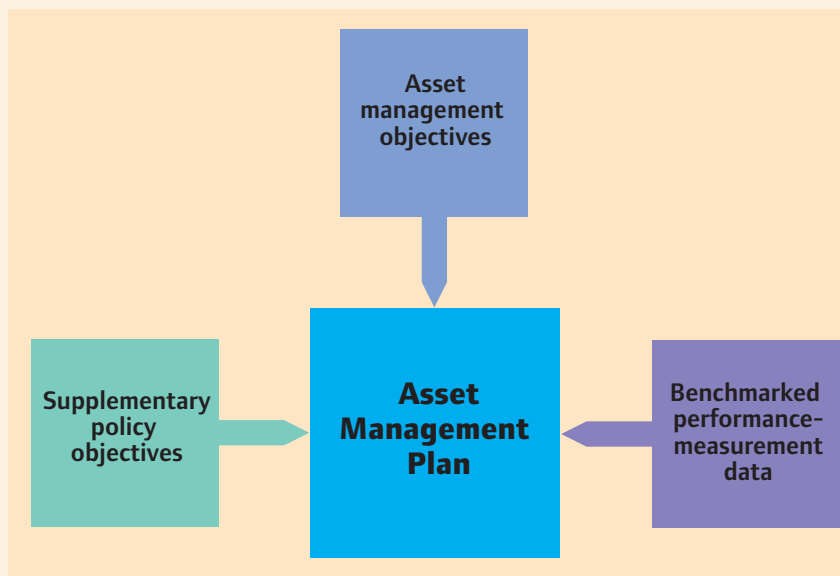 Asset
management
objectives
Supplementary
policy
objectives
Asset
Management
Plan
Benchmarked
performance-
measurement
data